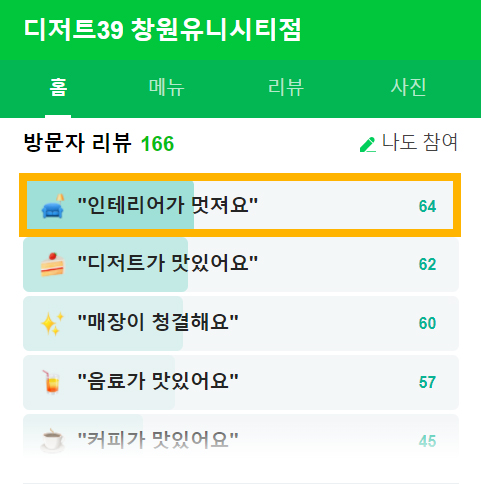 디저트39 창원유니시티점
홈 메뉴 리뷰 사진
방문자 리뷰 166 나도 참여
"인테리어가 멋져요" 64
"디저트가 맛있어요" 62
"매장이 청결해요" 60
"음료가 맛있어요" 57
"커피가 맛있어요" 45